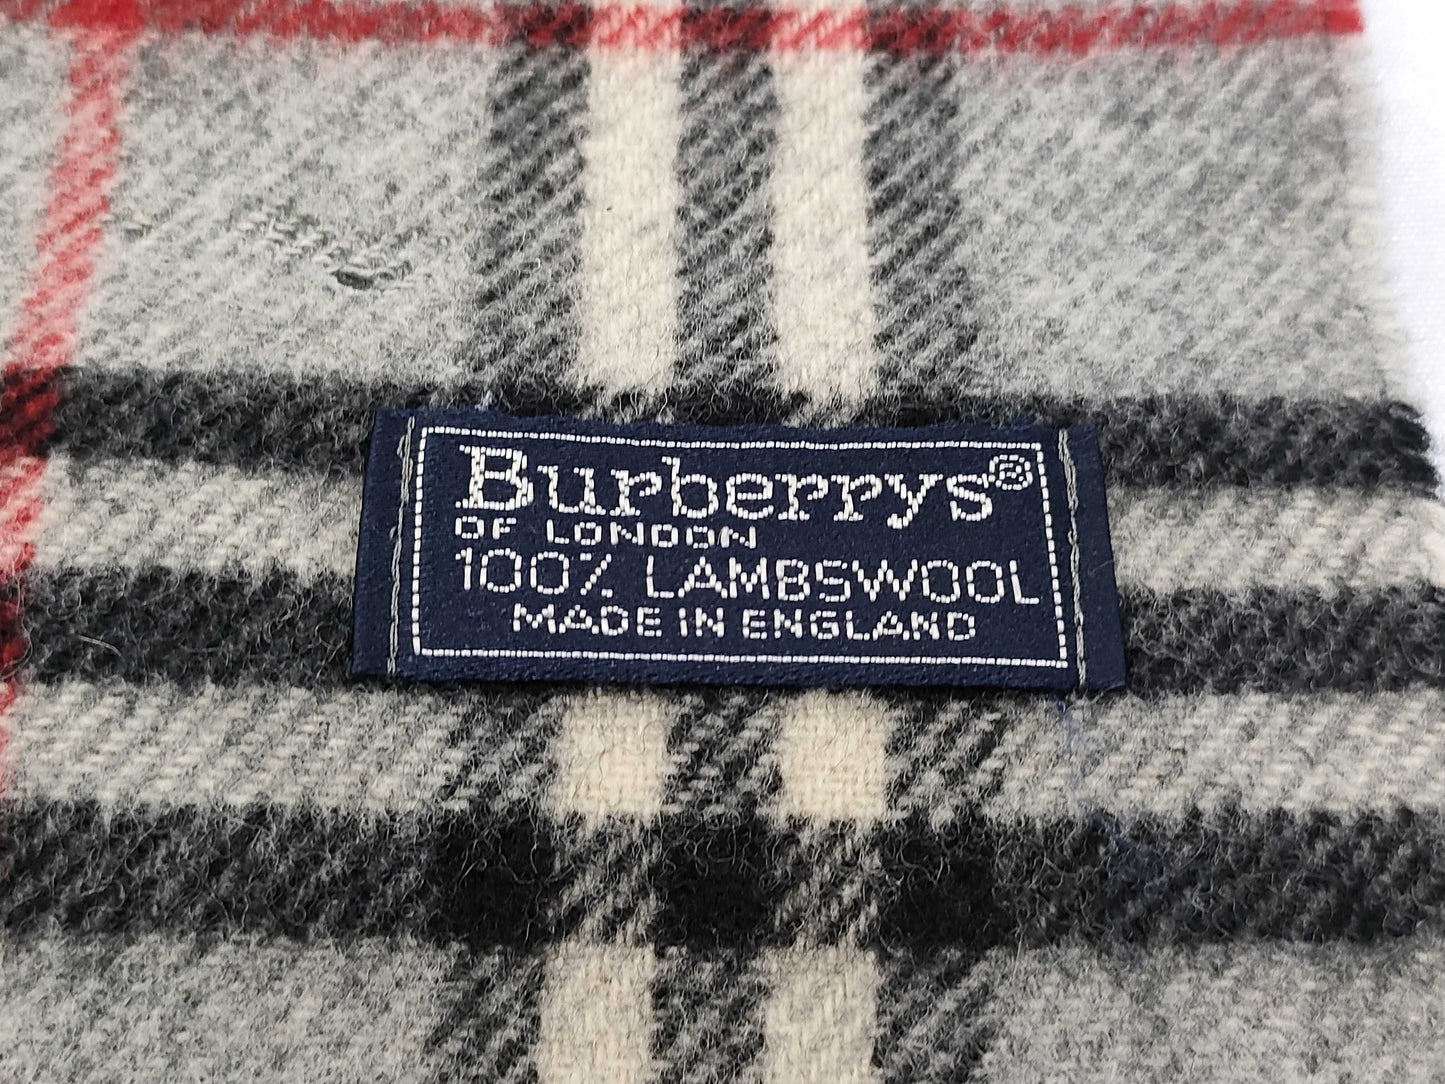 Burberrys®
OF LONDON
100% LAMBSWOOL
MADE IN ENGLAND